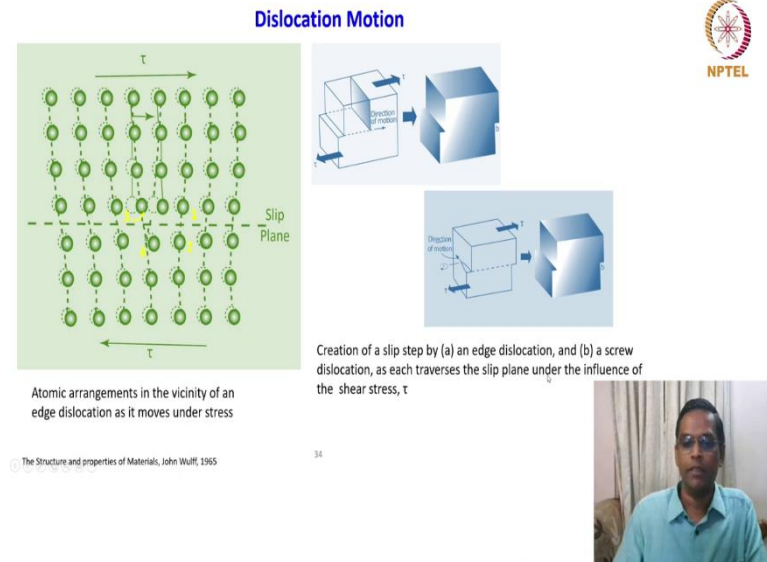 Dislocation Motion
NPTEL
τ
Slip
Plane
τ
Direction
of motion
τ
τ
b
Direction
of motion
τ
τ
b
Atomic arrangements in the vicinity of an
edge dislocation as it moves under stress
Creation of a slip step by (a) an edge dislocation, and (b) a screw
dislocation, as each traverses the slip plane under the influence of
the shear stress, τ
The Structure and properties of Materials, John Wulff, 1965
34